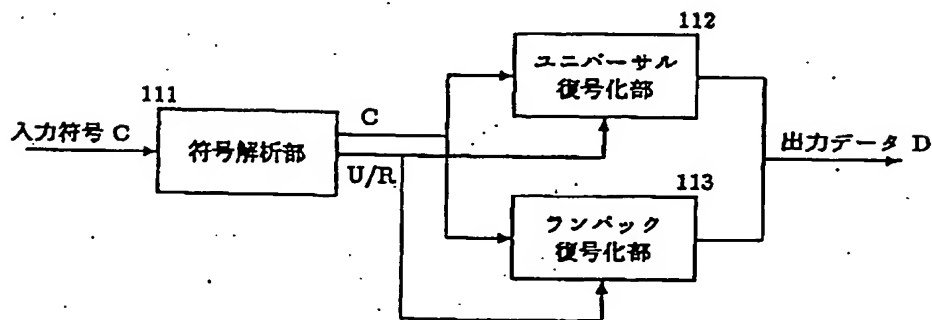 112
ユニバーサル
復号化部
111
入力符号 C
符号解析部
C
U/R
出力データ D
113
ランパック
復号化部